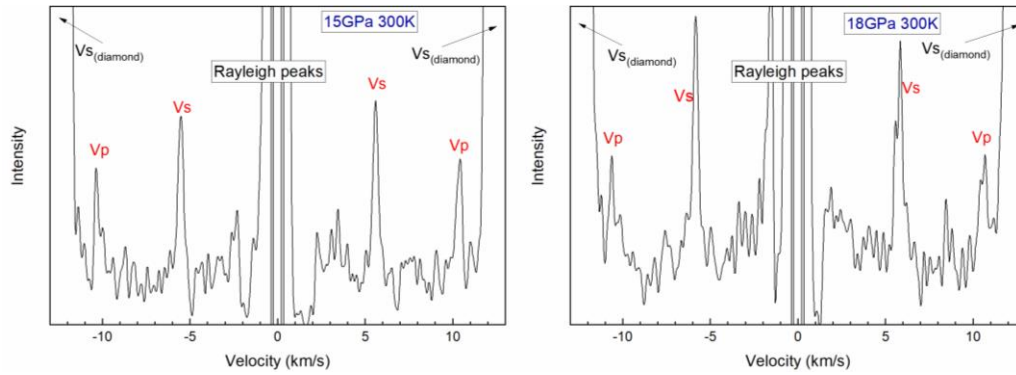 15GPa 300K
Vs(diamond)
Vs(diamond)
Rayleigh peaks
Vs
Vs
Vp
Vp
Intensity
-10
-5
0
5
10
Velocity (km/s)
18GPa 300K
Vs(diamond)
Vs(diamond)
Rayleigh peaks
Vs
Vs
Vp
Vp
Intensity
-10
-5
0
5
10
Velocity (km/s)